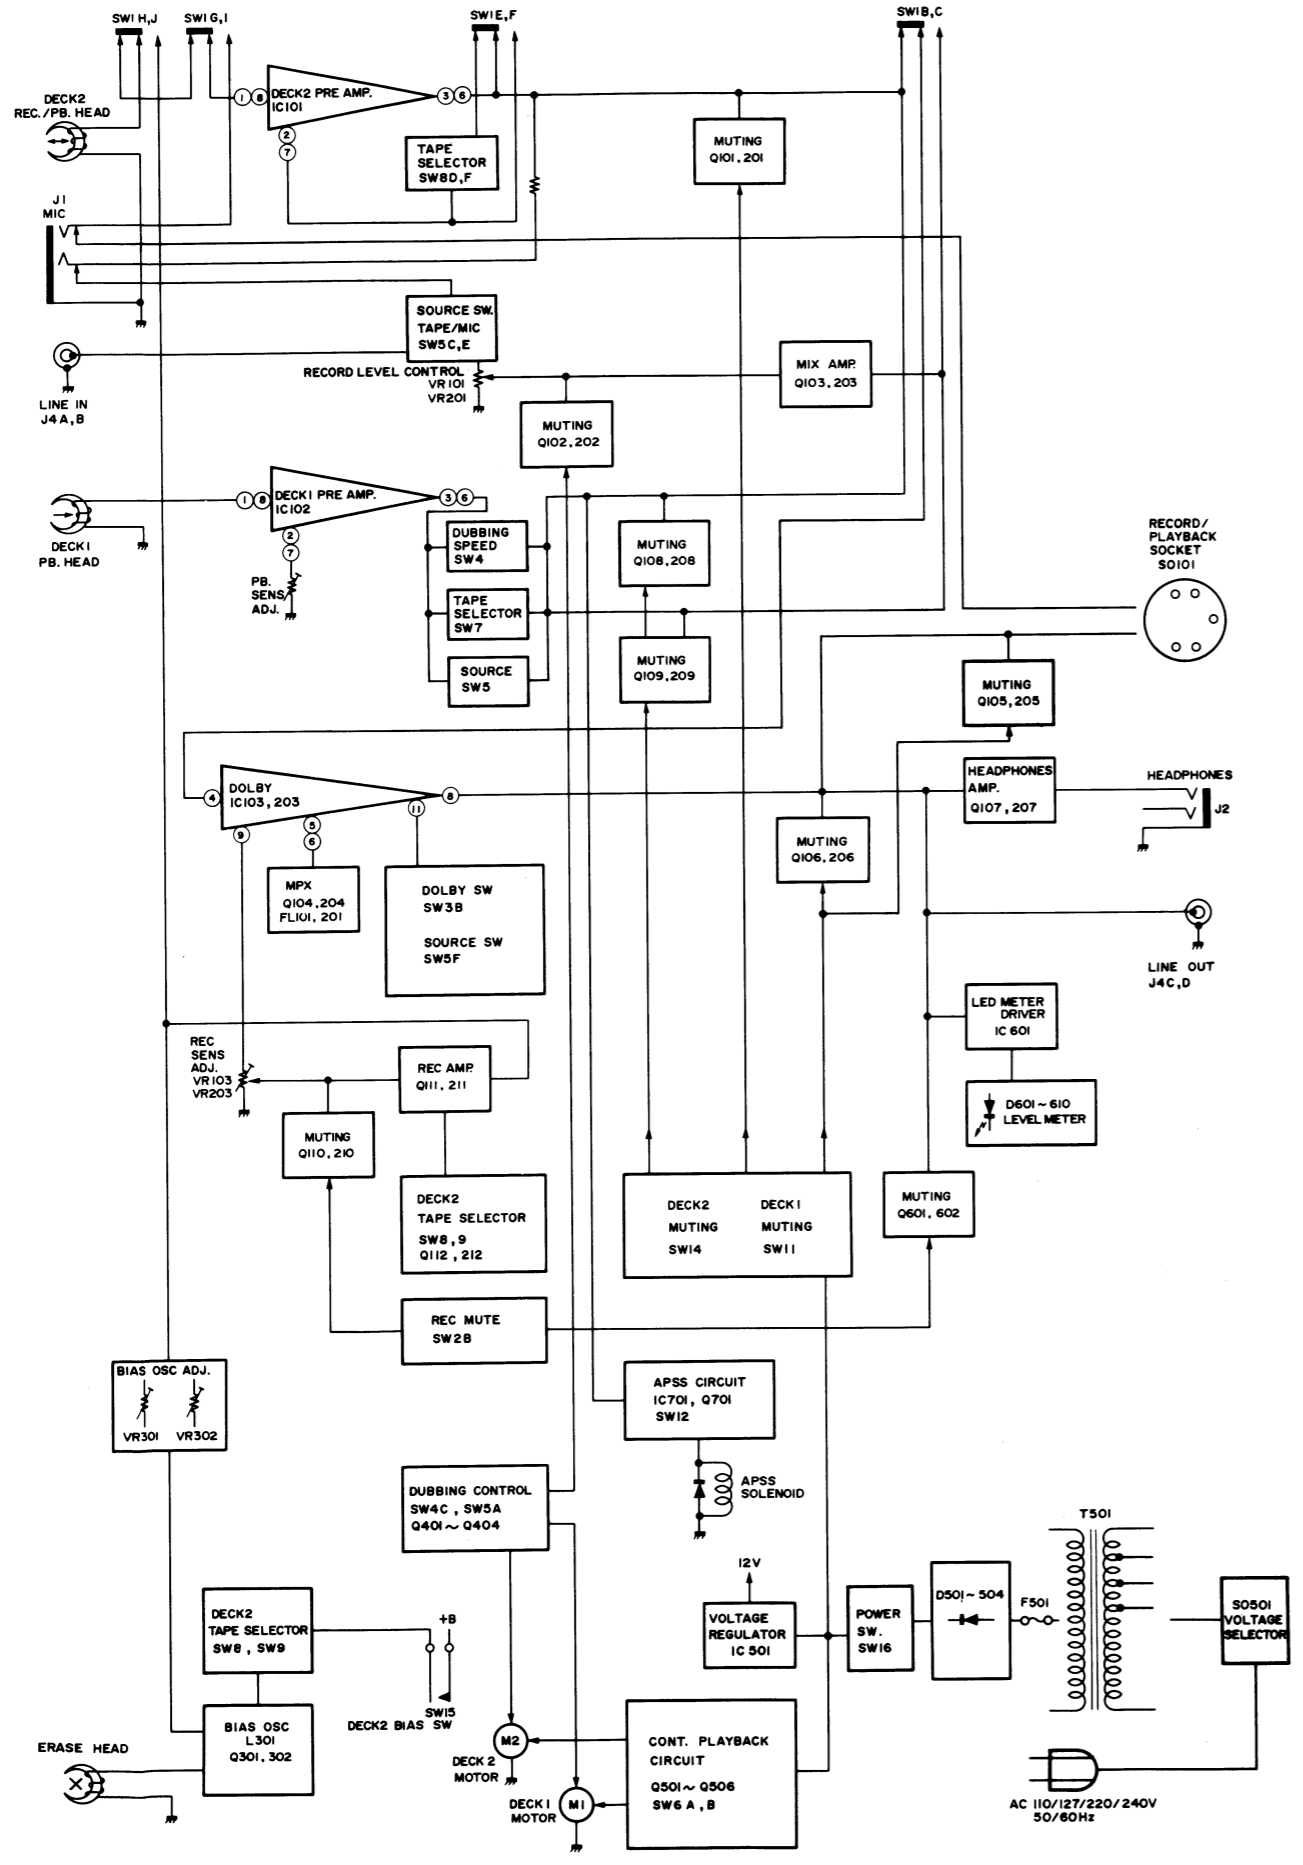 SW1 H,J
SW1 G,I
SW1E,F
SW1B,C
DECK2
REC./PB. HEAD
1 8
DECK2 PRE AMP.
IC101
3 6
2
7
TAPE
SELECTOR
SW8D,F
MUTING
Q101,201
J1
MIC
SOURCE SW.
TAPE/MIC
SW5C,E
LINE IN
J4A,B
RECORD LEVEL CONTROL
VR101
VR201
MIX AMP.
Q103,203
MUTING
Q102,202
DECK1
PB. HEAD
1 8
DECK1 PRE AMP.
IC102
3 6
2
7
PB.
SENS
ADJ.
DUBBING
SPEED
SW4
TAPE
SELECTOR
SW7
SOURCE
SW5
MUTING
Q108,208
MUTING
Q109,209
RECORD/
PLAYBACK
SOCKET
SO101
MUTING
Q105,205
4
DOLBY
IC103,203
8
11
9
5
6
HEADPHONES
AMP.
Q107,207
HEADPHONES
J2
MUTING
Q106,206
MPX
Q104,204
FL101,201
DOLBY SW
SW3B
SOURCE SW
SW5F
LINE OUT
J4C,D
LED METER
DRIVER
IC 601
D601~610
LEVEL METER
REC
SENS
ADJ.
VR103
VR203
REC AMP.
Q111,211
MUTING
Q110,210
DECK2
TAPE SELECTOR
SW8,9
Q112,212
DECK2
MUTING
SW14
DECK1
MUTING
SW11
MUTING
Q601,602
REC MUTE
SW2B
BIAS OSC ADJ.
VR301 VR302
APSS CIRCUIT
IC701, Q701
SW12
APSS
SOLENOID
DUBBING CONTROL
SW4C, SW5A
Q401~Q404
T501
12V
VOLTAGE
REGULATOR
IC 501
POWER
SW.
SW16
D501~504
F501
SO501
VOLTAGE
SELECTOR
DECK2
TAPE SELECTOR
SW8, SW9
+B
SW15
DECK2 BIAS SW
BIAS OSC
L301
Q301,302
ERASE HEAD
M2
DECK 2
MOTOR
M1
DECK1
MOTOR
CONT. PLAYBACK
CIRCUIT
Q501~Q506
SW6 A,B
AC 110/127/220/240V
50/60Hz